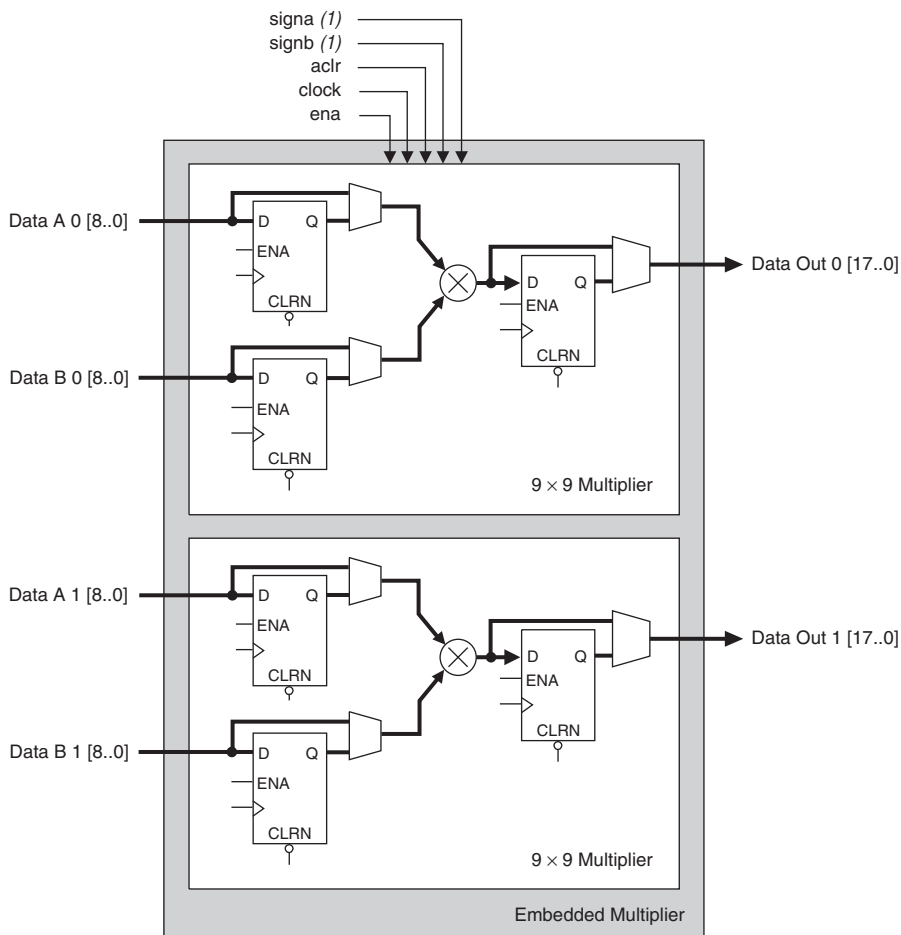 signa (1)
signb (1)
aclr
clock
ena
Data A 0 [8..0]
D Q
ENA
CLRN
Data B 0 [8..0]
D Q
ENA
CLRN
D Q
ENA
CLRN
Data Out 0 [17..0]
9 × 9 Multiplier
Data A 1 [8..0]
D Q
ENA
CLRN
Data B 1 [8..0]
D Q
ENA
CLRN
D Q
ENA
CLRN
Data Out 1 [17..0]
9 × 9 Multiplier
Embedded Multiplier